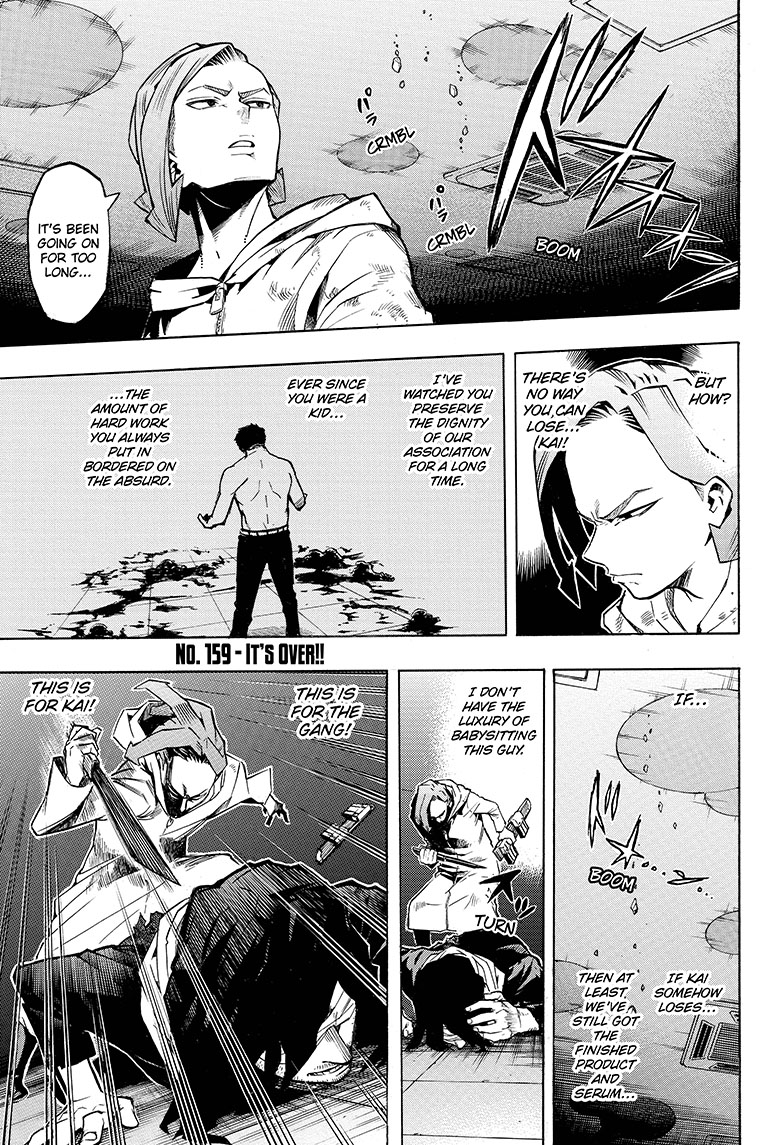 BOOM
パラ
CRMBL
パラ
CRMBL
IT'S BEEN
GOING ON
FOR TOO
LONG...
BUT
HOW?
THERE'S
NO WAY
YOU CAN
LOSE...
KAI!
I'VE
WATCHED YOU
PRESERVE
THE DIGNITY
OF OUR
ASSOCIATION
FOR A LONG
TIME.
EVER SINCE
YOU WERE A
KID...
...THE
AMOUNT OF
HARD WORK
YOU ALWAYS
PUT IN
BORDERED ON
THE ABSURD.
NO. 159 - IT'S OVER!!
IF...
BOOM
IF KAI
SOMEHOW
LOSES...
THEN AT
LEAST
WE'VE
STILL GOT
THE
FINISHED
PRODUCT
AND
SERUM...
I DON'T
HAVE THE
LUXURY OF
BABYSITTING
THIS GUY.
TURN
THIS IS
FOR THE
GANG!
THIS IS
FOR KAI!